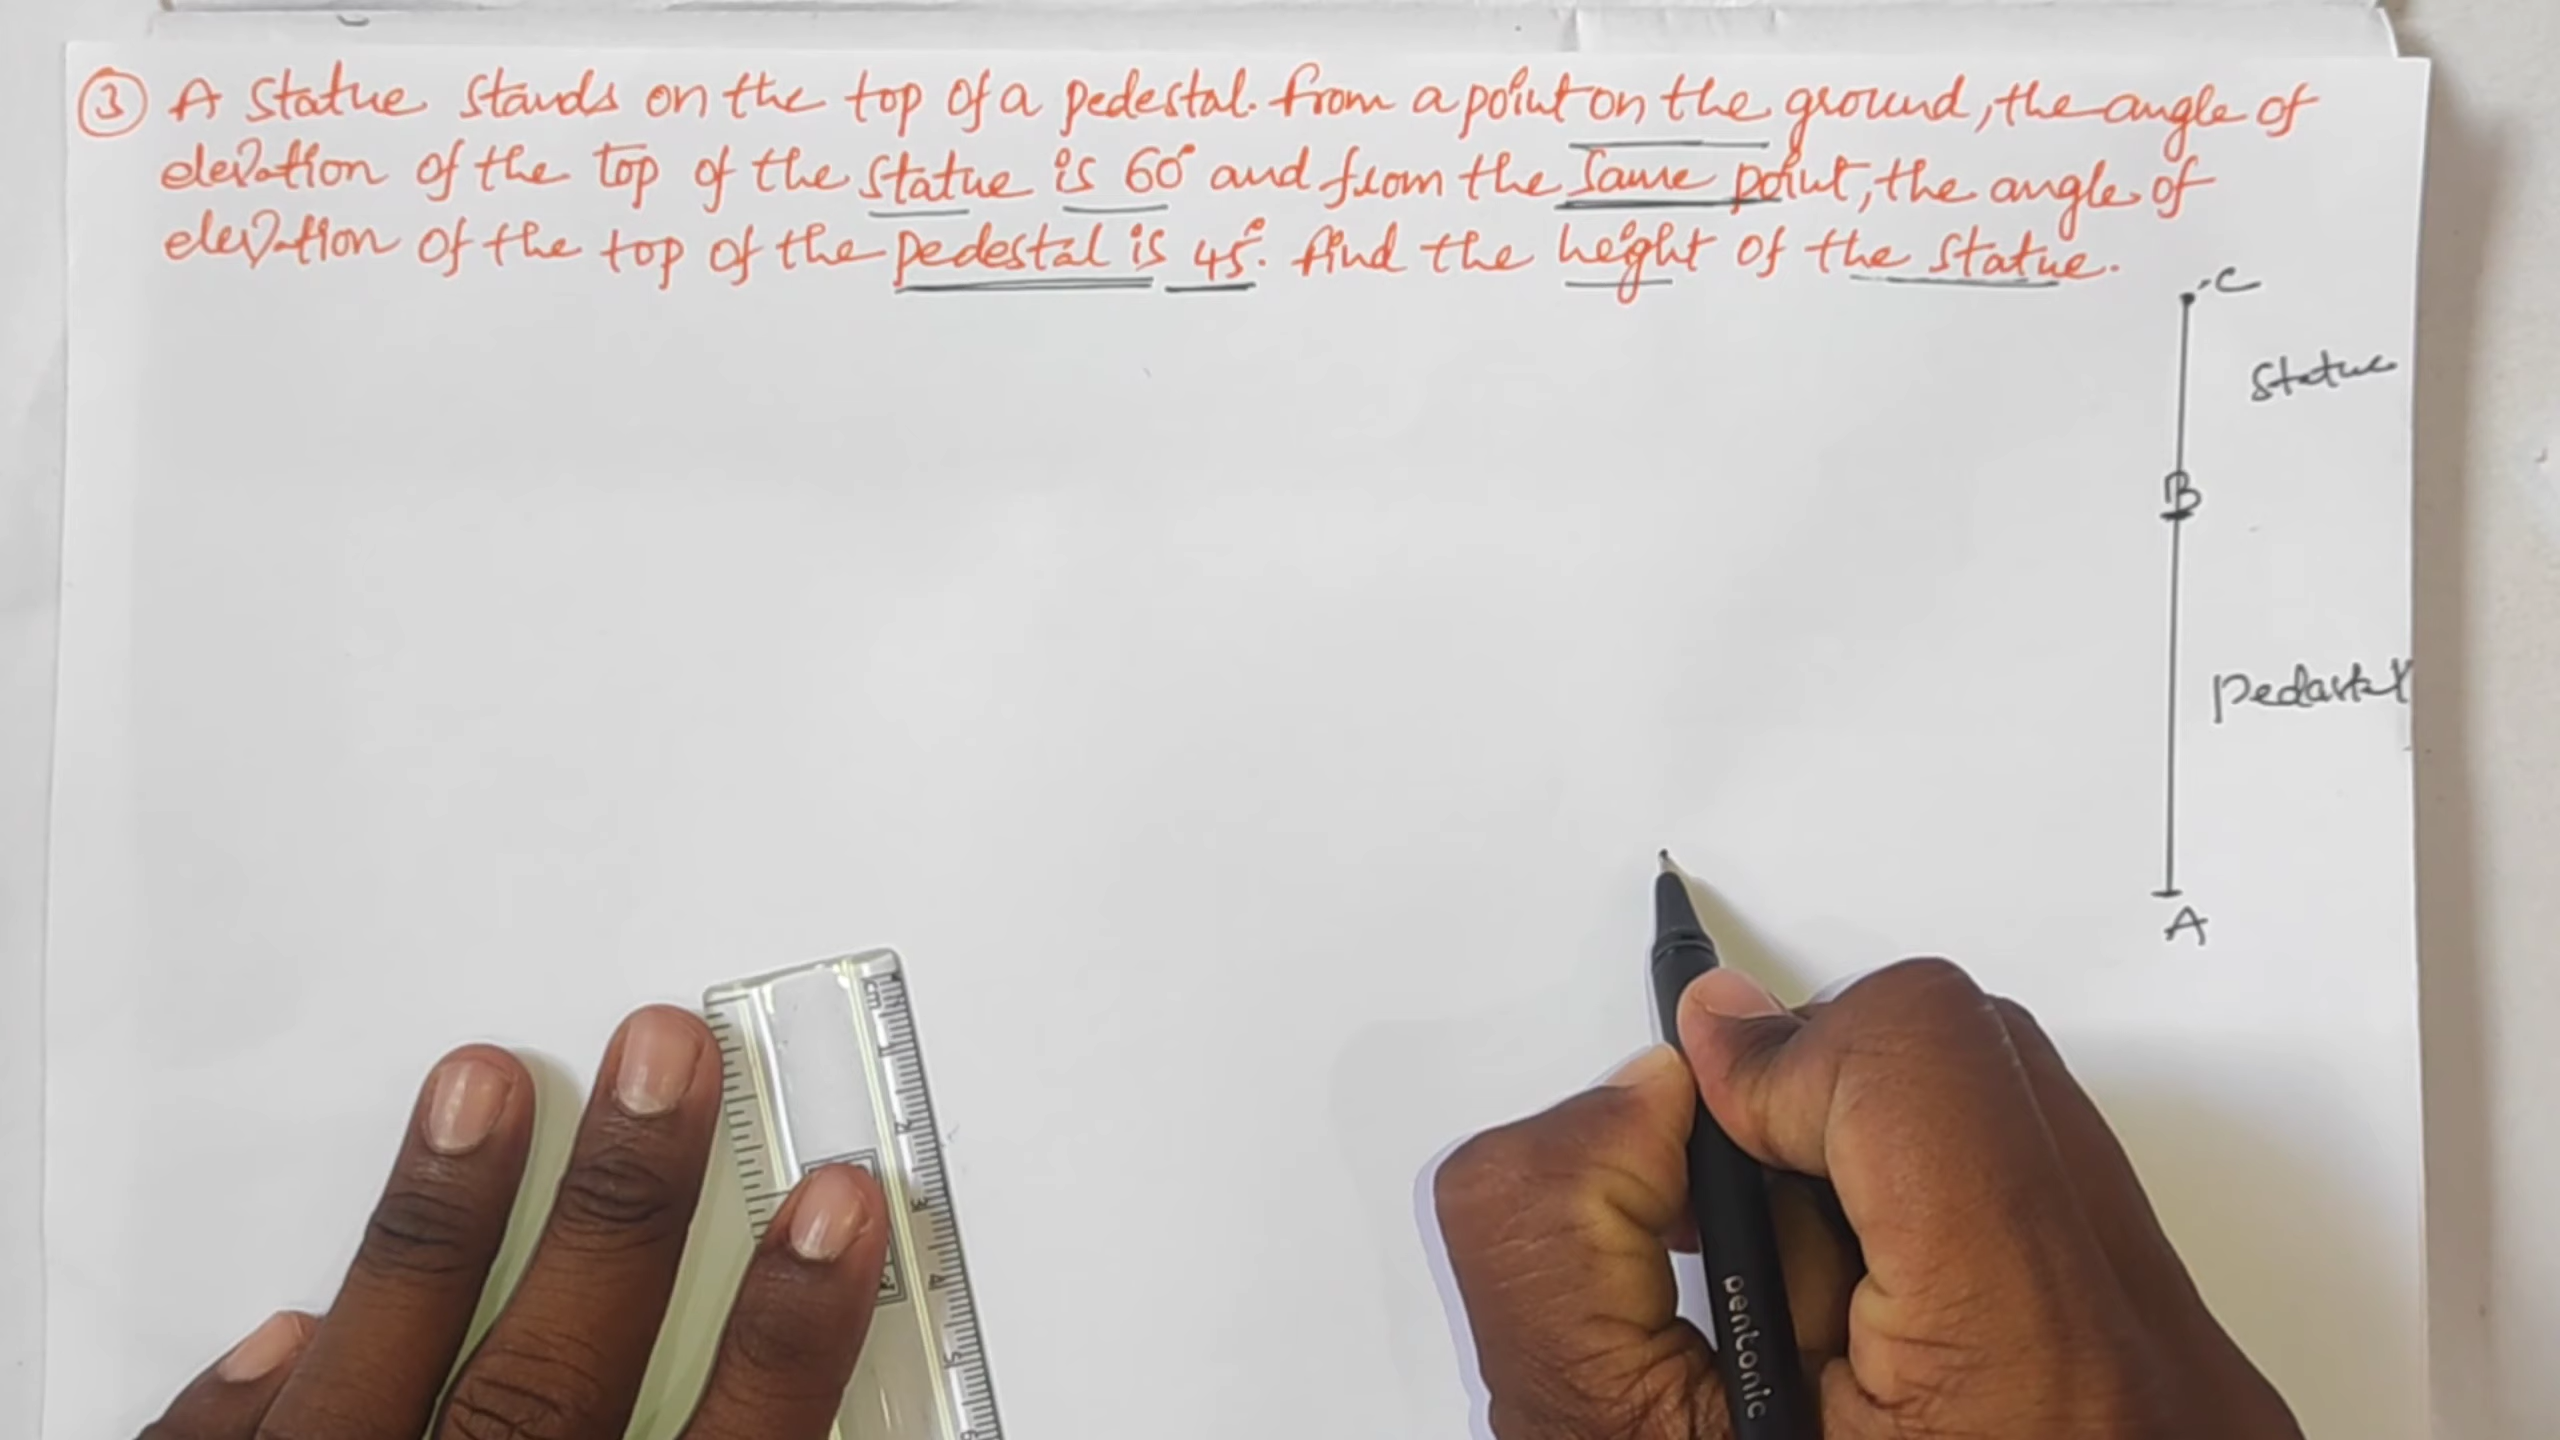 ③ A Statue stands on the top of a pedestal. from a point on the ground, the angle of
elevation of the top of the statue is 60° and from the same point, the angle of
elevation of the top of the pedestal is 45°. find the height of the statue.
C
Statue
B
pedastal
A
pentonic